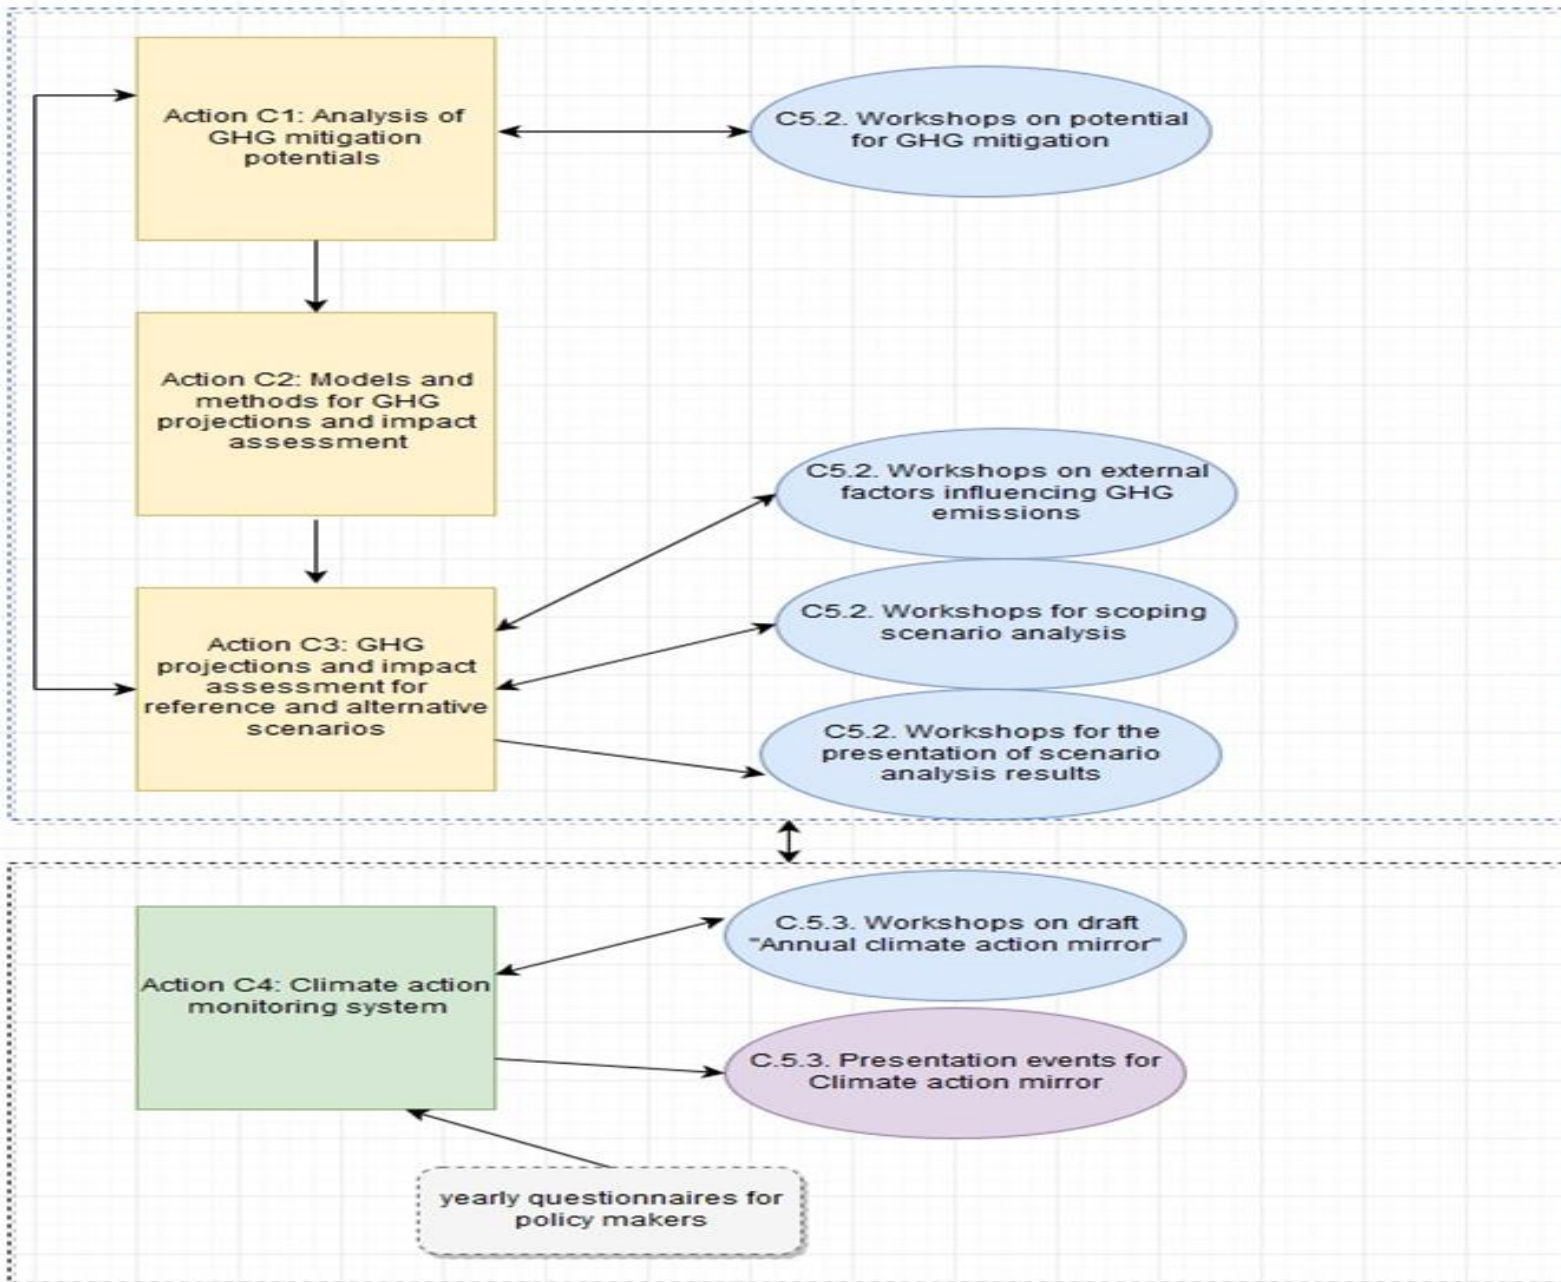 Action C1: Analysis of
GHG mitigation
potentials
C5.2. Workshops on potential
for GHG mitigation
Action C2: Models and
methods for GHG
projections and impact
assessment
C5.2. Workshops on external
factors influencing GHG
emissions
C5.2. Workshops for scoping
scenario analysis
Action C3: GHG
projections and impact
assessment for
reference and alternative
scenarios
C5.2. Workshops for the
presentation of scenario
analysis results
C.5.3. Workshops on draft
"Annual climate action mirror"
Action C4: Climate action
monitoring system
C.5.3. Presentation events for
Climate action mirror
yearly questionnaires for
policy makers